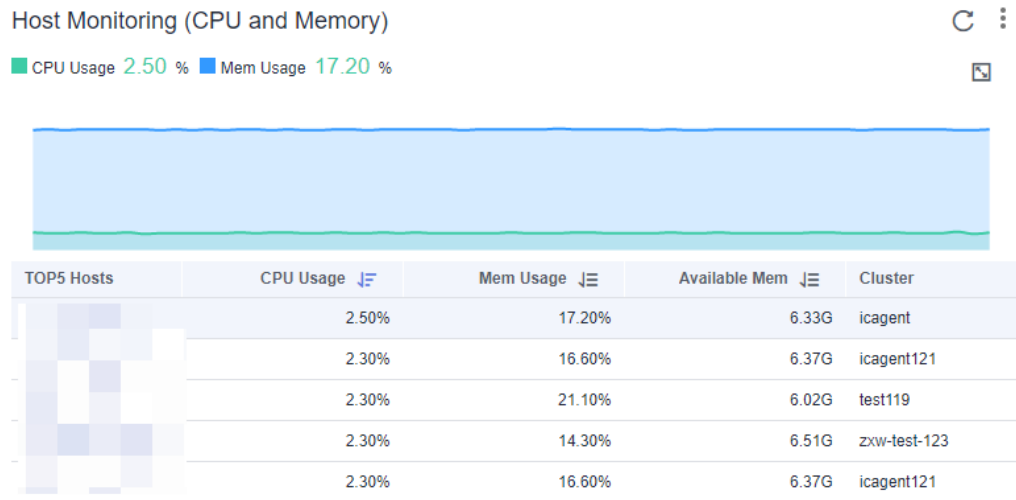 Host Monitoring (CPU and Memory)
CPU Usage 2.50 % Mem Usage 17.20 %
TOP5 Hosts CPU Usage Mem Usage Available Mem Cluster
2.50% 17.20% 6.33G icagent
2.30% 16.60% 6.37G icagent121
2.30% 21.10% 6.02G test119
2.30% 14.30% 6.51G zxw-test-123
2.30% 16.60% 6.37G icagent121